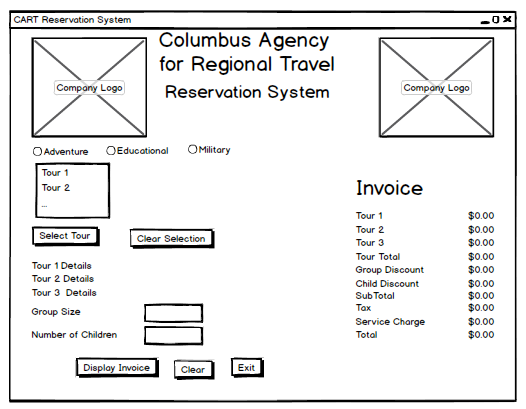 CART Reservation System
Columbus Agency
for Regional Travel
Reservation System
Company Logo
Company Logo
Adventure Educational Military
Tour 1
Tour 2
...
Select Tour Clear Selection
Tour 1 Details
Tour 2 Details
Tour 3 Details
Group Size
Number of Children
Display Invoice Clear Exit
Invoice
Tour 1 $0.00
Tour 2 $0.00
Tour 3 $0.00
Tour Total $0.00
Group Discount $0.00
Child Discount $0.00
SubTotal $0.00
Tax $0.00
Service Charge $0.00
Total $0.00